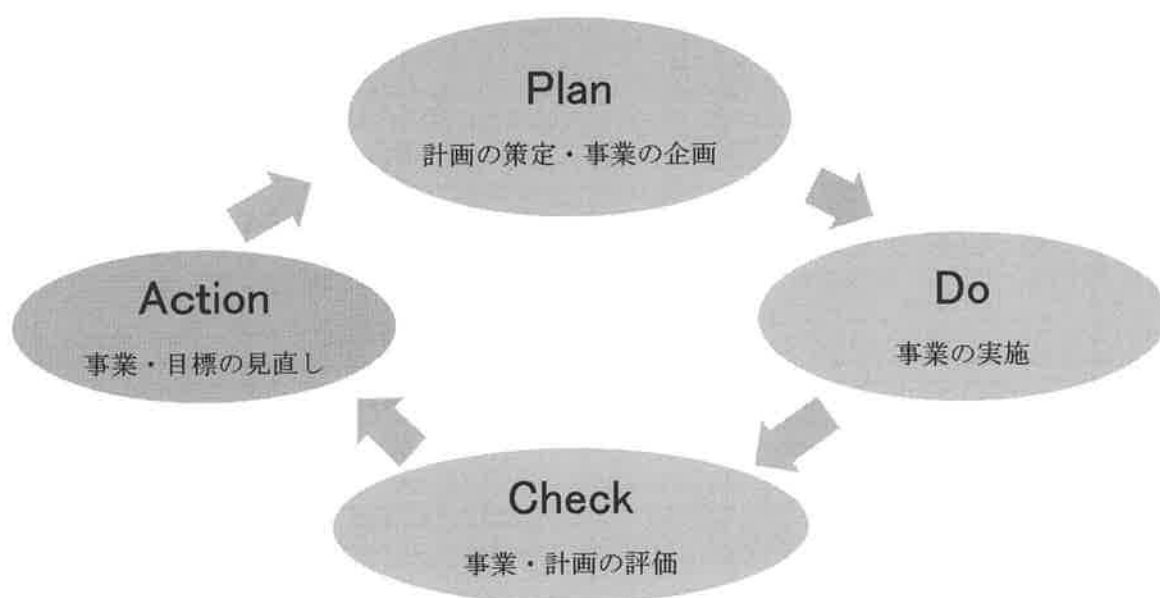 Plan
計画の策定・事業の企画
Do
事業の実施
Check
事業・計画の評価
Action
事業・目標の見直し